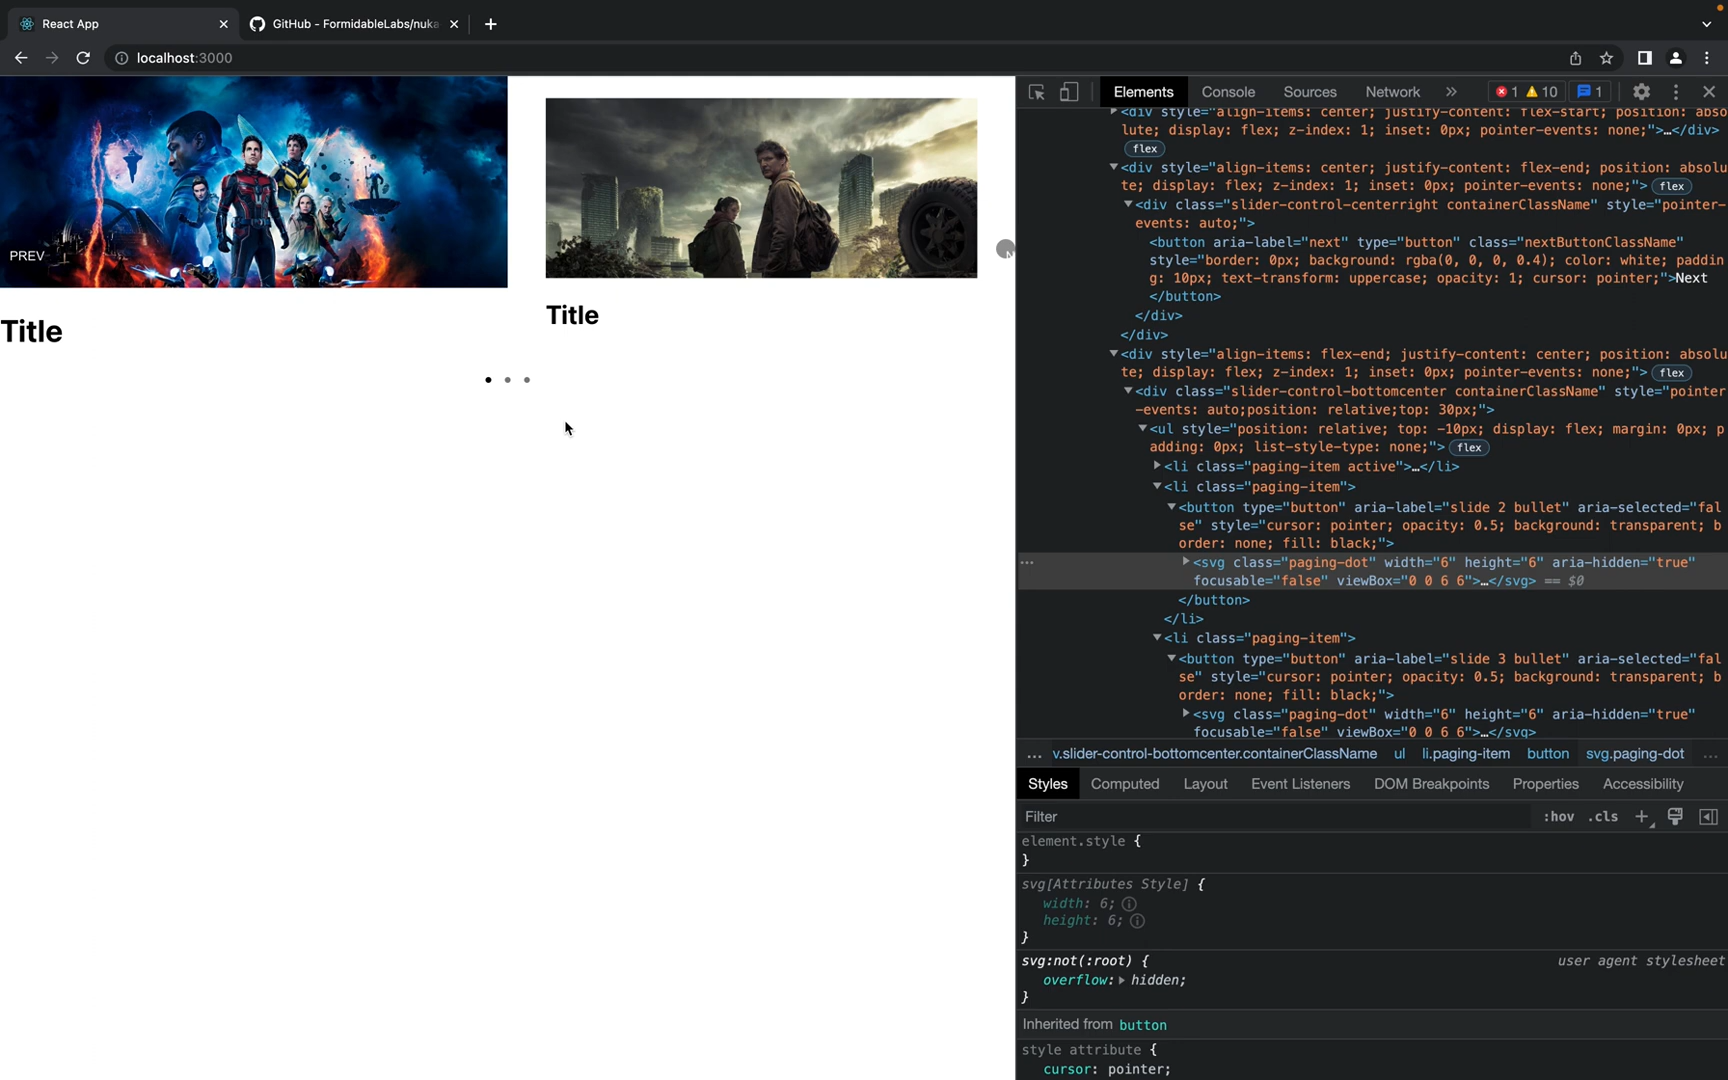 React App
GitHub - FormidableLabs/nuka
localhost:3000
PREV
Title
Title
Elements Console Sources Network » 1 10 1
<div style="align-items: center; justify-content: flex-start; position: abso
lute; display: flex; z-index: 1; inset: 0px; pointer-events: none;">…</div>
flex
<div style="align-items: center; justify-content: flex-end; position: absolu
te; display: flex; z-index: 1; inset: 0px; pointer-events: none;"> flex
<div class="slider-control-centerright containerClassName" style="pointer-
events: auto;">
<button aria-label="next" type="button" class="nextButtonClassName"
style="border: 0px; background: rgba(0, 0, 0, 0.4); color: white; paddin
g: 10px; text-transform: uppercase; opacity: 1; cursor: pointer;">Next
</button>
</div>
</div>
<div style="align-items: flex-end; justify-content: center; position: absolu
te; display: flex; z-index: 1; inset: 0px; pointer-events: none;"> flex
<div class="slider-control-bottomcenter containerClassName" style="pointer
-events: auto;position: relative;top: 30px;">
<ul style="position: relative; top: -10px; display: flex; margin: 0px; p
adding: 0px; list-style-type: none;"> flex
<li class="paging-item active">…</li>
<li class="paging-item">
<button type="button" aria-label="slide 2 bullet" aria-selected="fal
se" style="cursor: pointer; opacity: 0.5; background: transparent; b
order: none; fill: black;">
… <svg class="paging-dot" width="6" height="6" aria-hidden="true"
focusable="false" viewBox="0 0 6 6">…</svg> == $0
</button>
</li>
<li class="paging-item">
<button type="button" aria-label="slide 3 bullet" aria-selected="fal
se" style="cursor: pointer; opacity: 0.5; background: transparent; b
order: none; fill: black;">
<svg class="paging-dot" width="6" height="6" aria-hidden="true"
focusable="false" viewBox="0 0 6 6">…</svg>
… v.slider-control-bottomcenter.containerClassName ul li.paging-item button svg.paging-dot …
Styles Computed Layout Event Listeners DOM Breakpoints Properties Accessibility
Filter :hov .cls
element.style {
}
svg[Attributes Style] {
width: 6;
height: 6;
}
svg:not(:root) { user agent stylesheet
overflow: hidden;
}
Inherited from button
style attribute {
cursor: pointer;